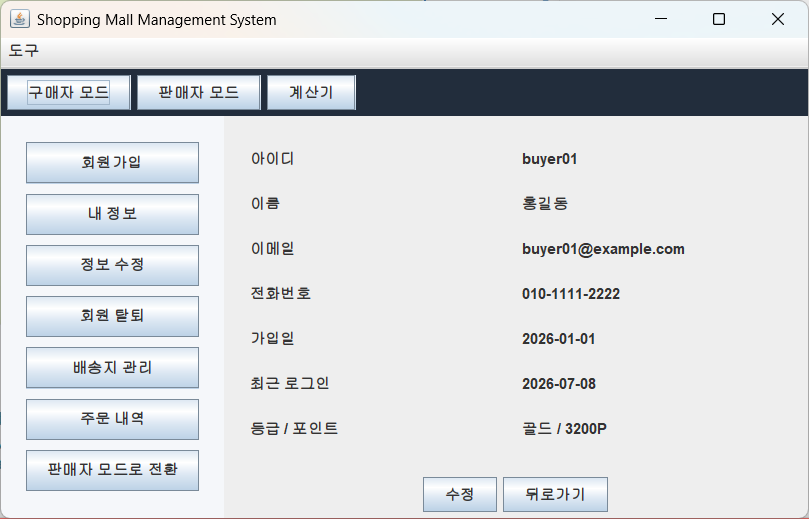 Shopping Mall Management System
도구
구매자 모드 판매자 모드 계산기
회원가입
내 정보
정보 수정
회원 탈퇴
배송지 관리
주문 내역
판매자 모드로 전환
아이디 buyer01
이름 홍길동
이메일 buyer01@example.com
전화번호 010-1111-2222
가입일 2026-01-01
최근 로그인 2026-07-08
등급 / 포인트 골드 / 3200P
수정 뒤로가기